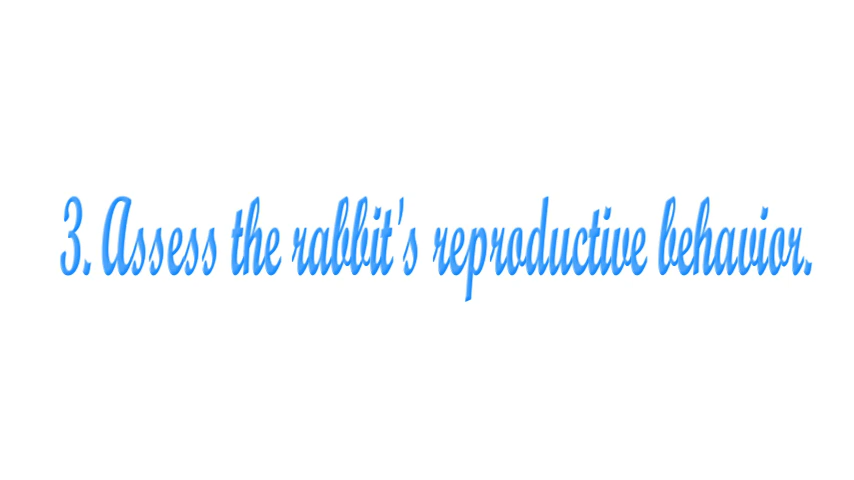 3. Assess the rabbit's reproductive behavior.